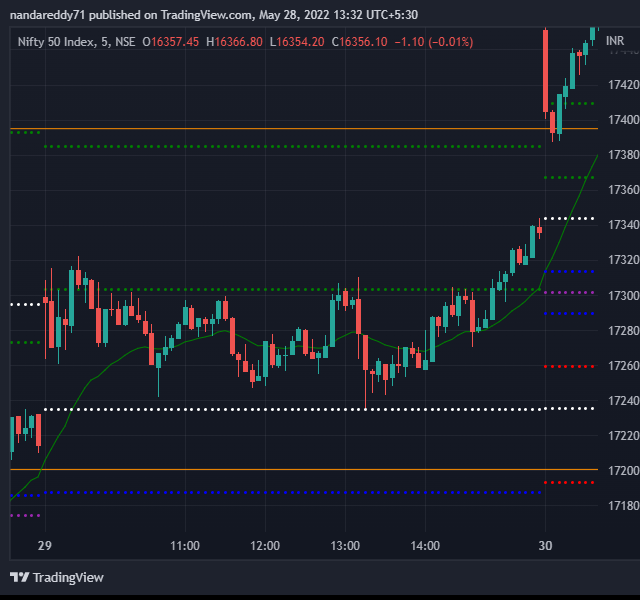 nandareddy71 published on TradingView.com, May 28, 2022 13:32 UTC+5:30
Nifty 50 Index, 5, NSE O16357.45 H16366.80 L16354.20 C16356.10 −1.10 (−0.01%)
INR
17420
17400
17380
17360
17340
17320
17300
17280
17260
17240
17220
17200
17180
29 11:00 12:00 13:00 14:00 30
TradingView